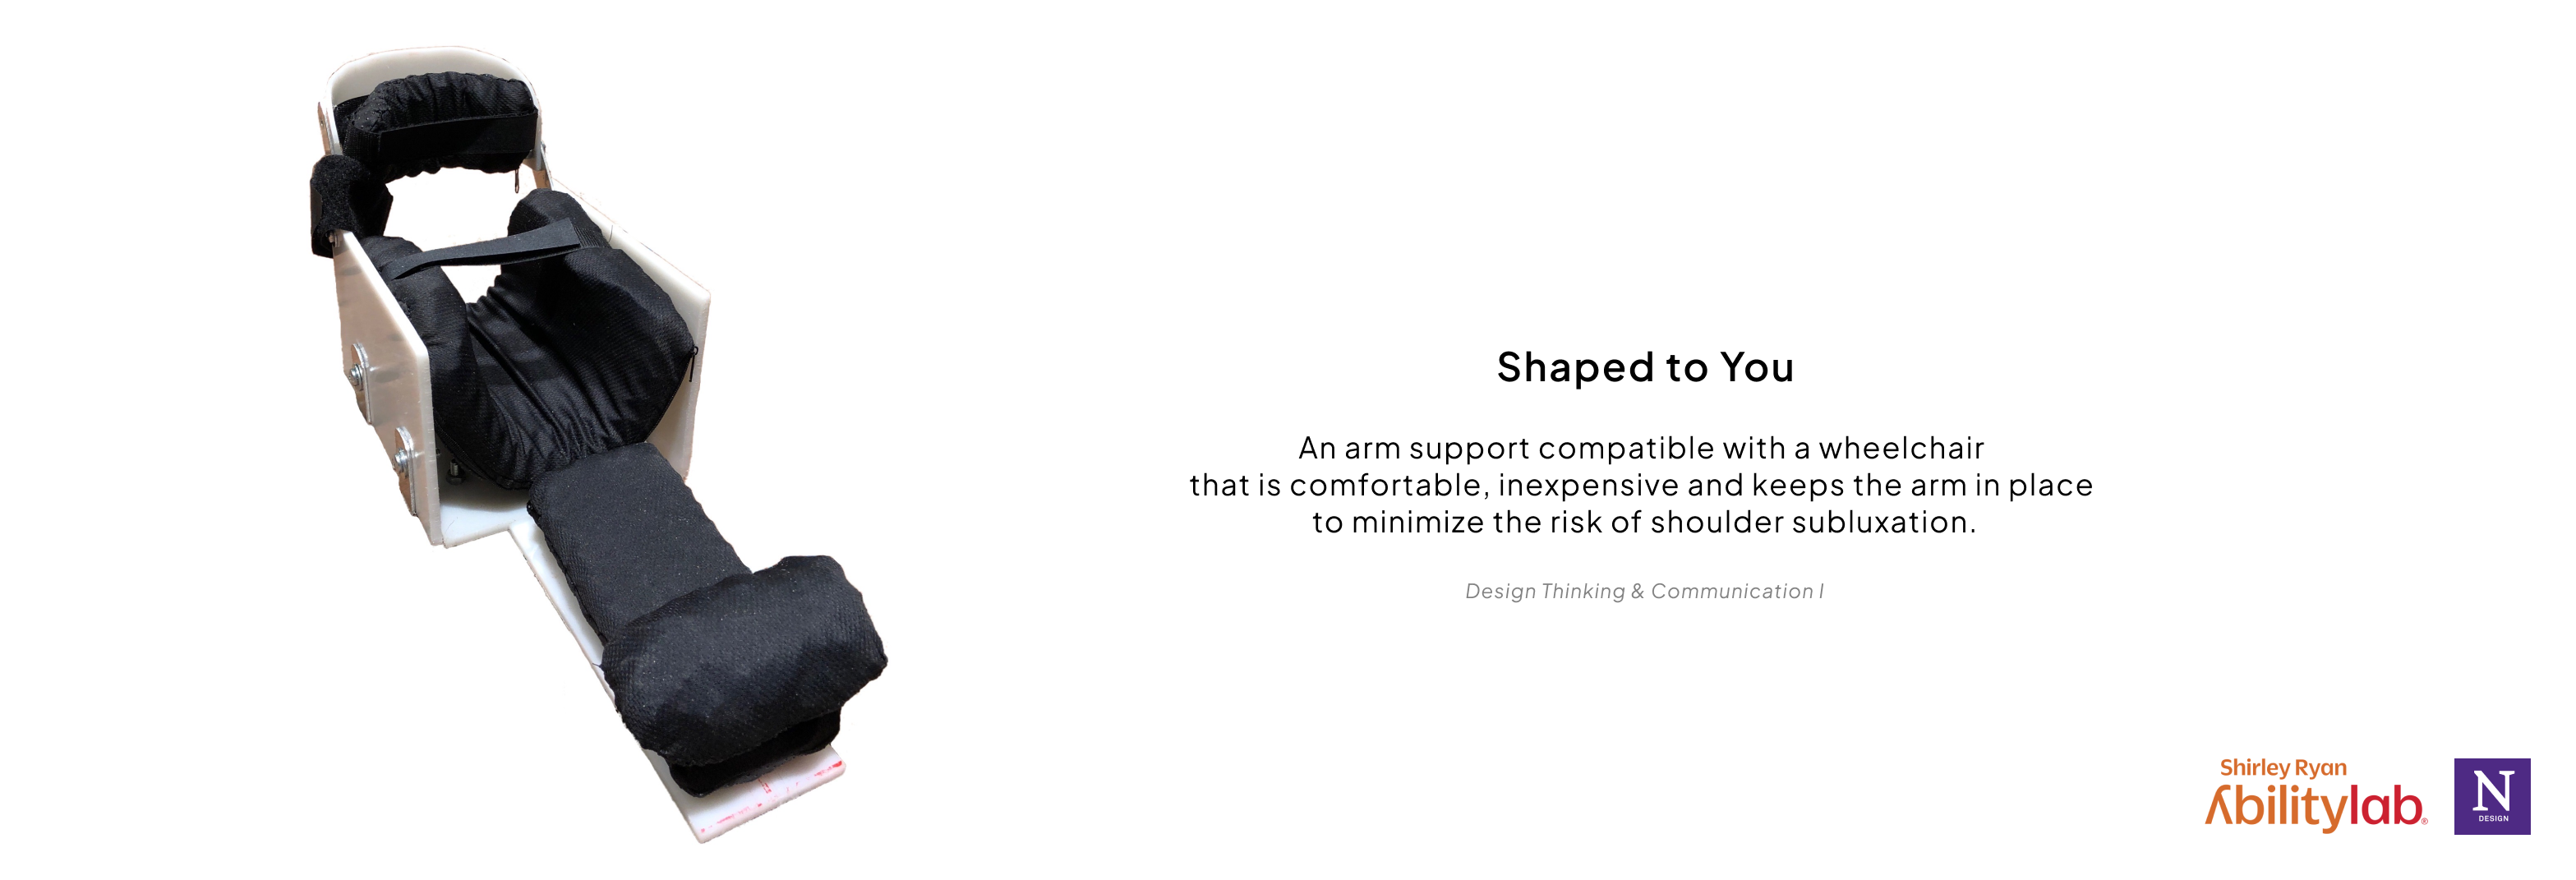 Shaped to You
An arm support compatible with a wheelchair
that is comfortable, inexpensive and keeps the arm in place
to minimize the risk of shoulder subluxation.
Design Thinking & Communication I
Shirley Ryan
Abilitylab®
N
DESIGN